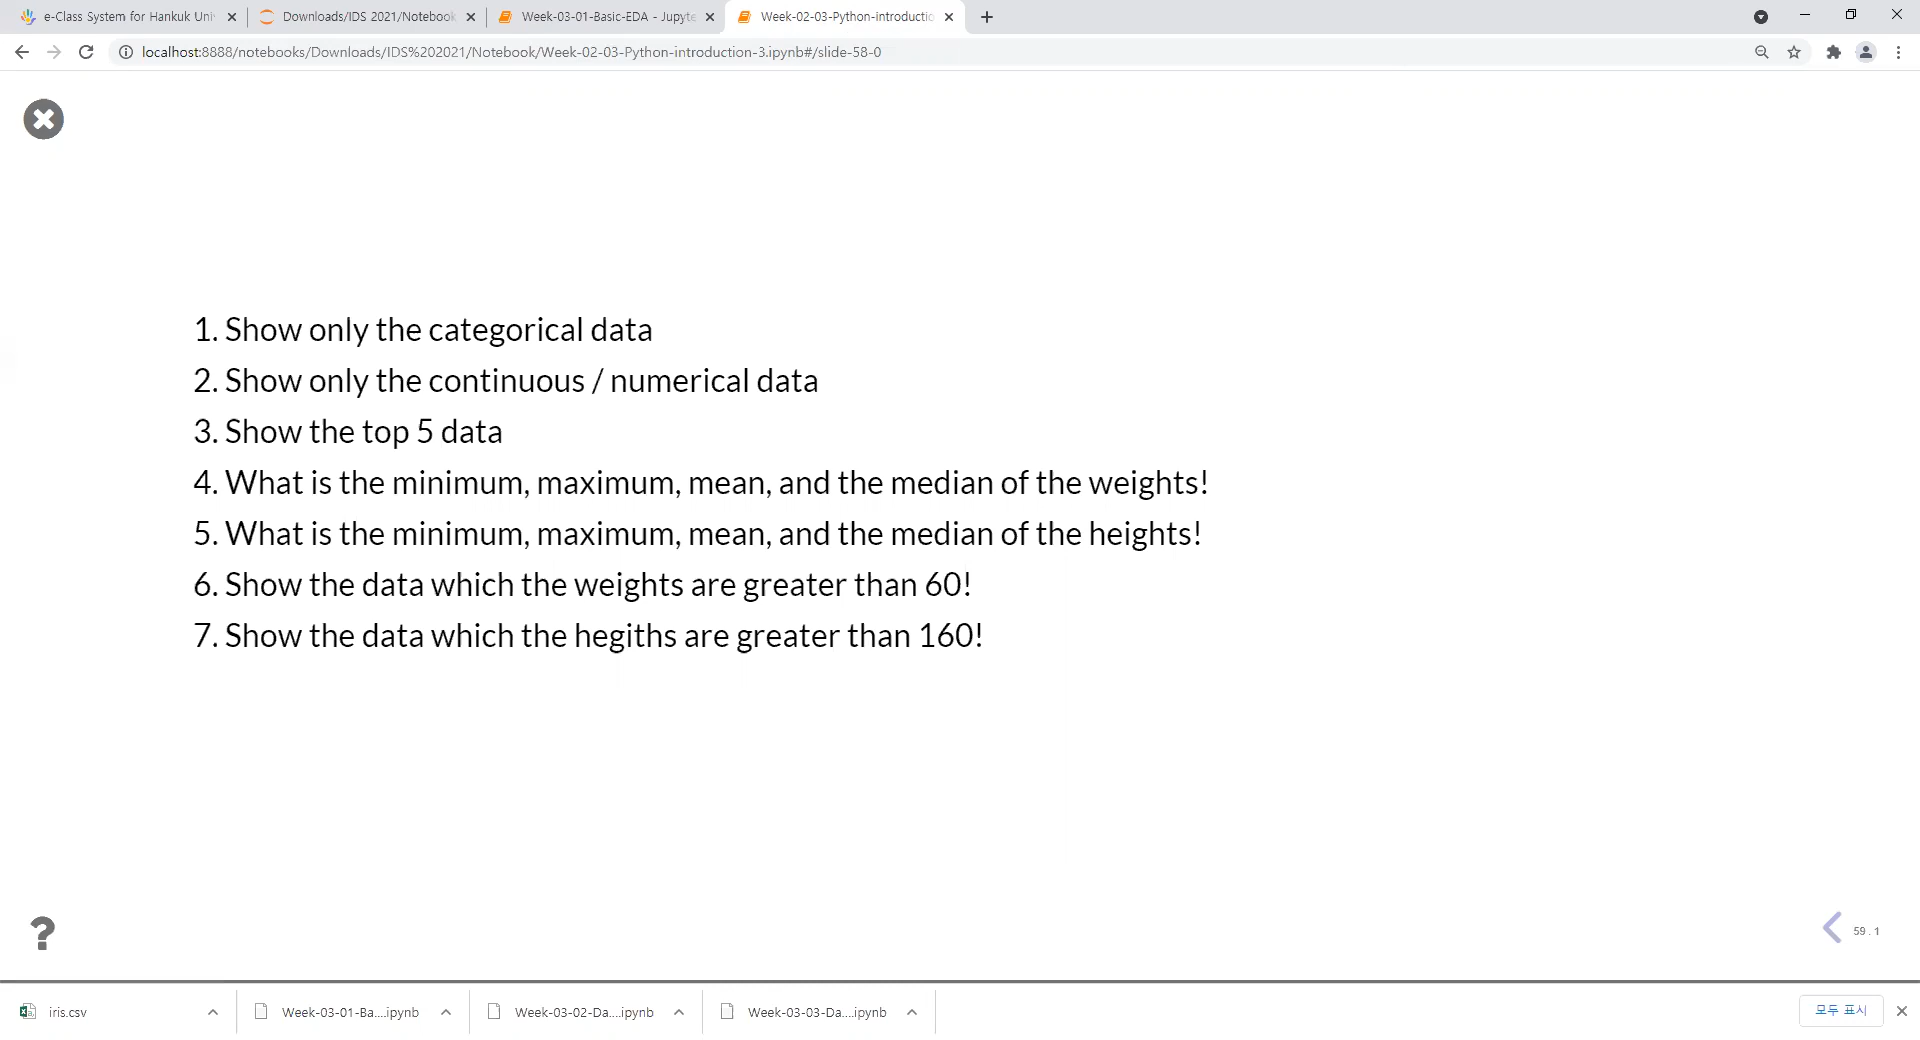 e-Class System for Hankuk Uni
Downloads/IDS 2021/Notebook
Week-03-01-Basic-EDA - Jupyte
Week-02-03-Python-introductio
localhost:8888/notebooks/Downloads/IDS%202021/Notebook/Week-02-03-Python-introduction-3.ipynb#/slide-58-0
1. Show only the categorical data
2. Show only the continuous / numerical data
3. Show the top 5 data
4. What is the minimum, maximum, mean, and the median of the weights!
5. What is the minimum, maximum, mean, and the median of the heights!
6. Show the data which the weights are greater than 60!
7. Show the data which the hegiths are greater than 160!
?
59 . 1
iris.csv
Week-03-01-Ba....ipynb
Week-03-02-Da....ipynb
Week-03-03-Da....ipynb
모두 표시